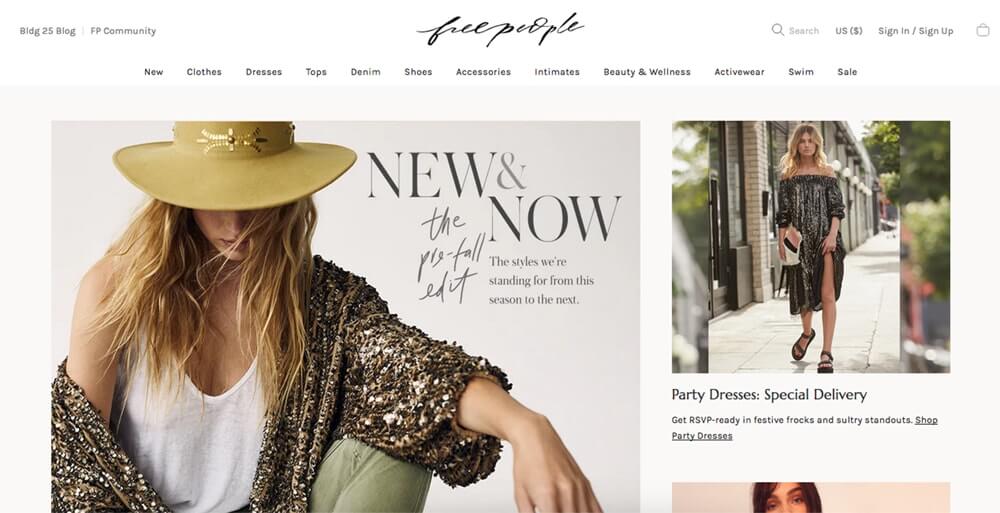 Bldg 25 Blog | FP Community
free people
Search
US ($)
Sign In / Sign Up
New Clothes Dresses Tops Denim Shoes Accessories Intimates Beauty & Wellness Activewear Swim Sale
NEW &
NOW
the
pre-fall
edit
The styles we're
standing for from this
season to the next.
Party Dresses: Special Delivery
Get RSVP-ready in festive frocks and sultry standouts. Shop
Party Dresses